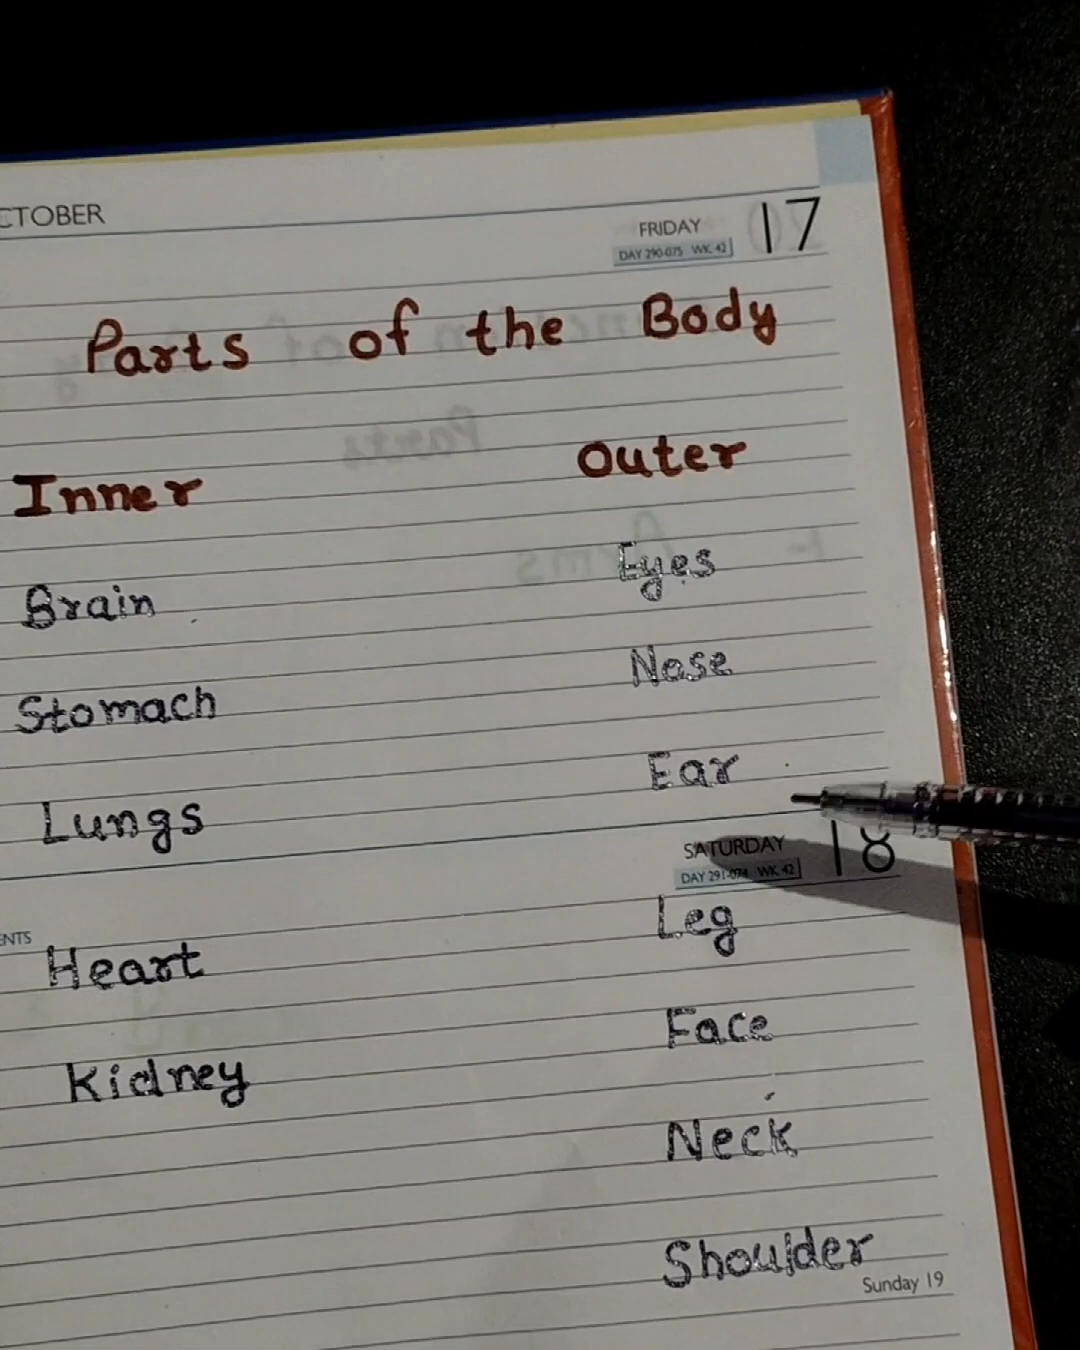 CTOBER
FRIDAY 17
DAY 290-075 WK 42
Parts of the Body
Inner Outer
Brain Eyes
Stomach Nose
Lungs Ear
SATURDAY 18
DAY 291-074 WK 42
ENTS
Heart Leg
Kidney Face
Neck
Shoulder
Sunday 19